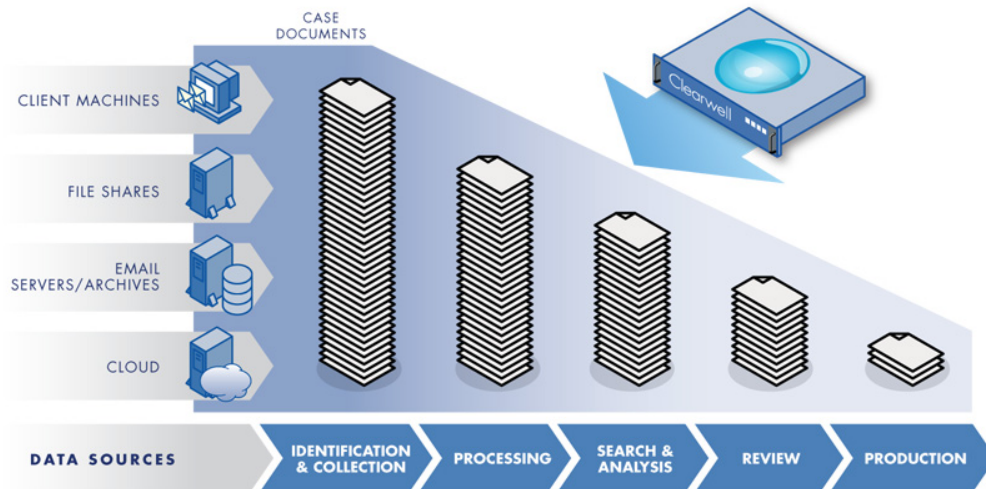 CASE
DOCUMENTS
Clearwell
CLIENT MACHINES
FILE SHARES
EMAIL
SERVERS/ARCHIVES
CLOUD
DATA SOURCES
IDENTIFICATION
& COLLECTION
PROCESSING
SEARCH &
ANALYSIS
REVIEW
PRODUCTION